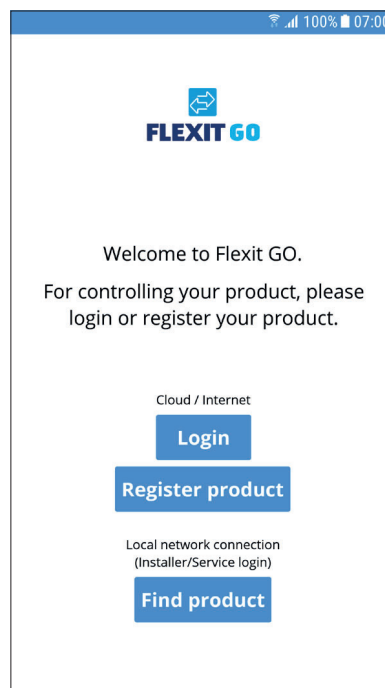 100% 07:00
FLEXIT GO
Welcome to Flexit GO.
For controlling your product, please
login or register your product.
Cloud / Internet
Login
Register product
Local network connection
(Installer/Service login)
Find product